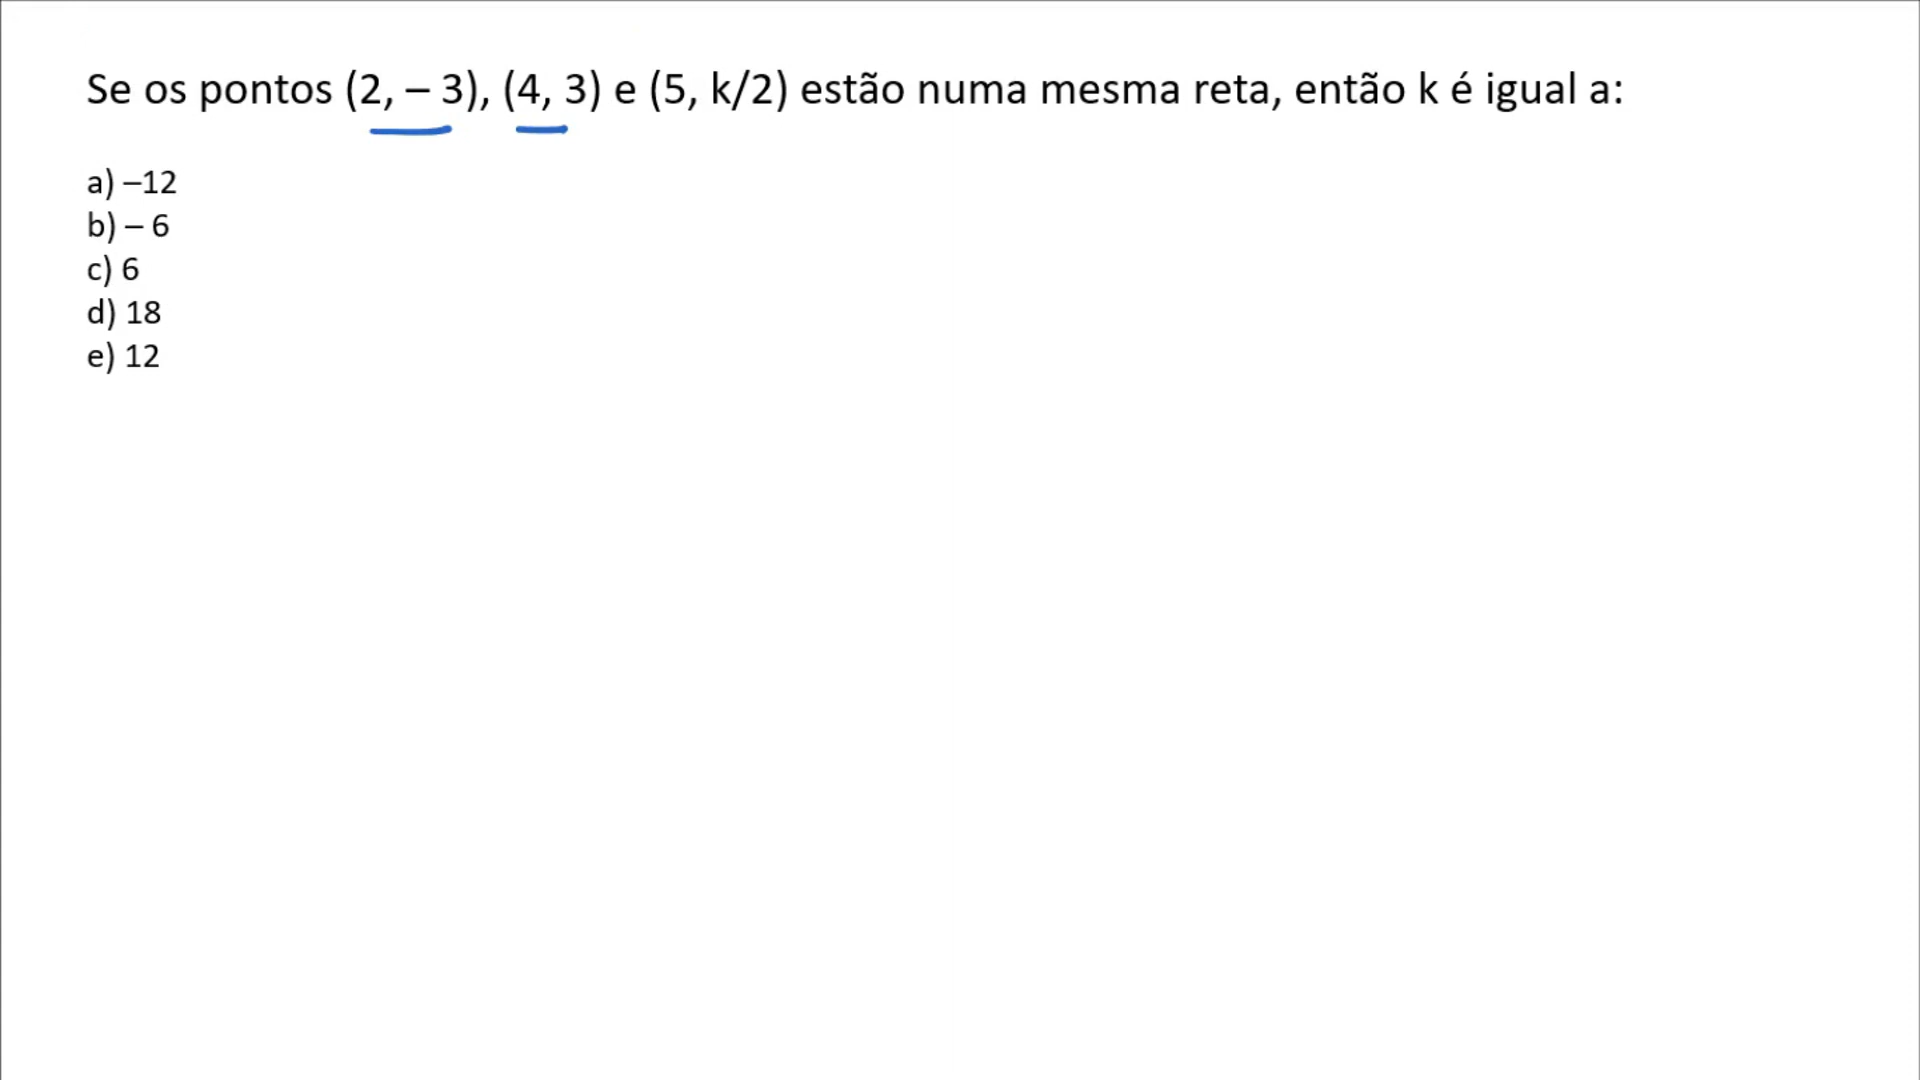 Se os pontos (2, – 3), (4, 3) e (5, k/2) estão numa mesma reta, então k é igual a:
a) –12
b) – 6
c) 6
d) 18
e) 12